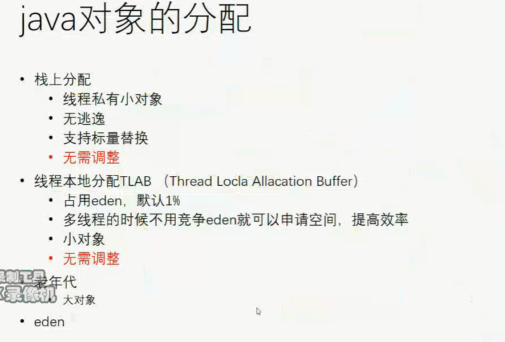 java对象的分配
• 栈上分配
• 线程私有小对象
• 无逃逸
• 支持标量替换
• 无需调整
• 线程本地分配TLAB （Thread Locla Allacation Buffer）
• 占用eden，默认1%
• 多线程的时候不用竞争eden就可以申请空间，提高效率
• 小对象
• 无需调整
老年代
大对象
• eden